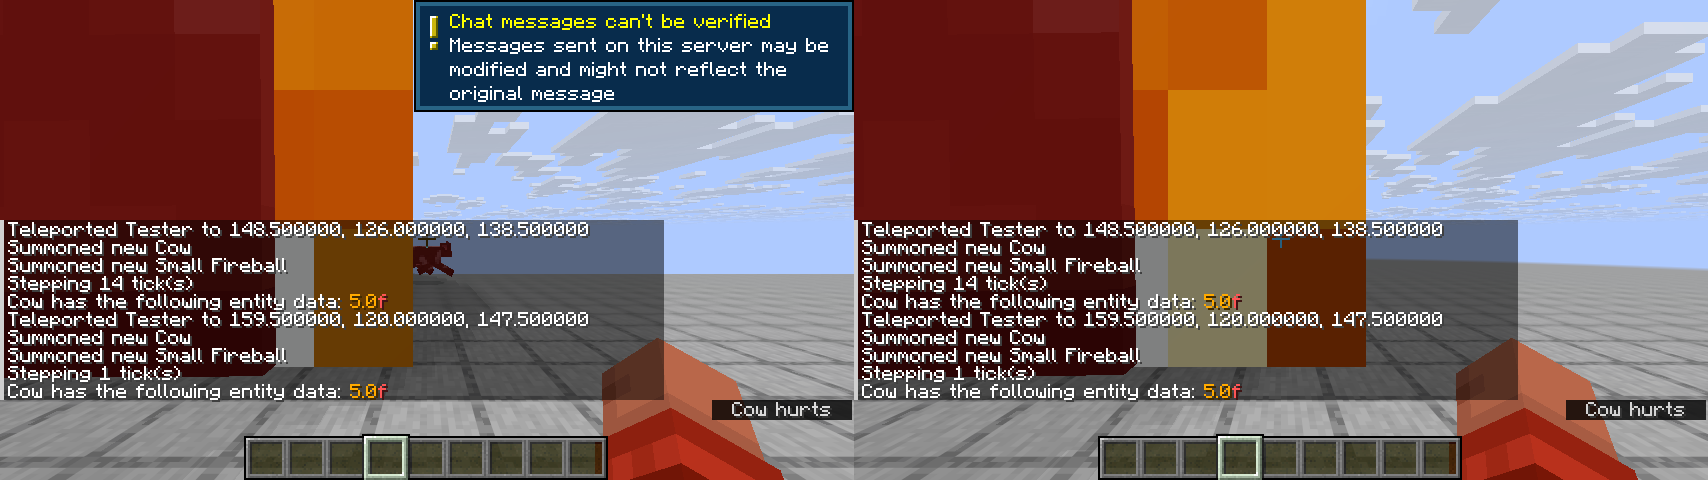 Chat messages can't be verified
Messages sent on this server may be
modified and might not reflect the
original message
Teleported Tester to 148.500000, 126.000000, 138.500000
Summoned new Cow
Summoned new Small Fireball
Stepping 14 tick(s)
Cow has the following entity data: 5.0f
Teleported Tester to 159.500000, 120.000000, 147.500000
Summoned new Cow
Summoned new Small Fireball
Stepping 1 tick(s)
Cow has the following entity data: 5.0f
Cow hurts
Teleported Tester to 148.500000, 126.000000, 138.500000
Summoned new Cow
Summoned new Small Fireball
Stepping 14 tick(s)
Cow has the following entity data: 5.0f
Teleported Tester to 159.500000, 120.000000, 147.500000
Summoned new Cow
Summoned new Small Fireball
Stepping 1 tick(s)
Cow has the following entity data: 5.0f
Cow hurts